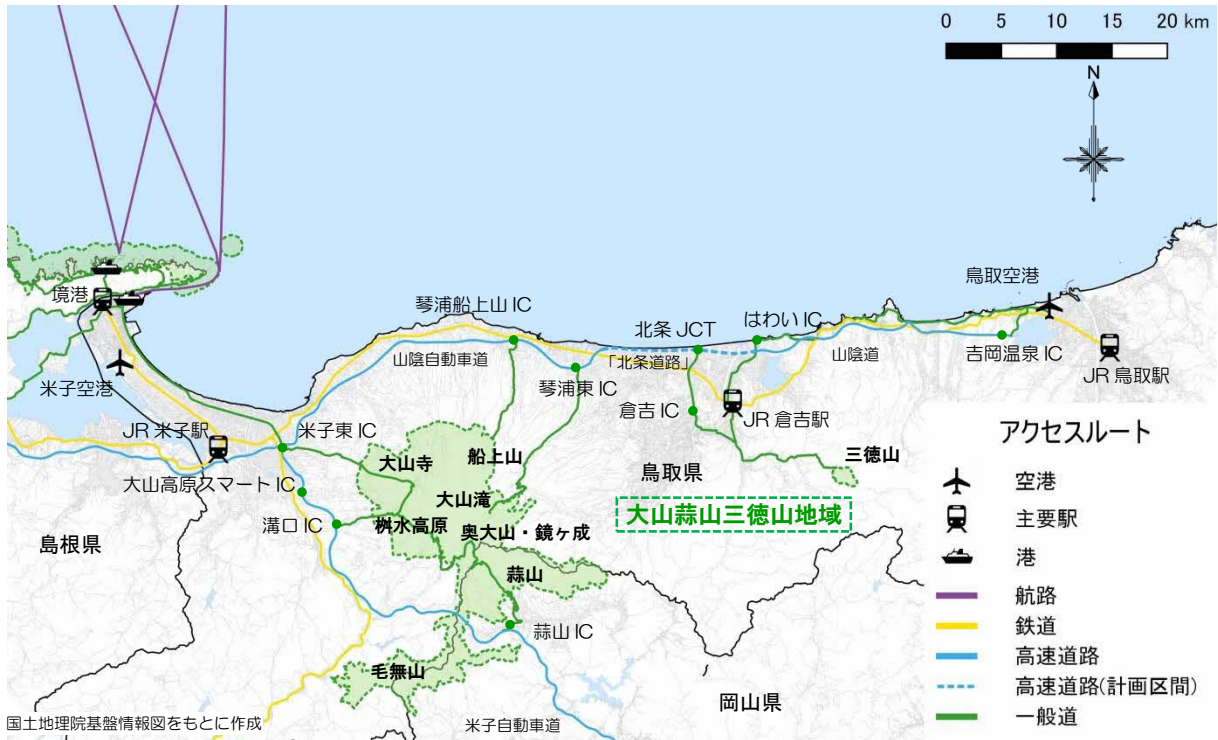 0 5 10 15 20 km
N
境港
米子空港
JR 米子駅
大山高原スマート IC
溝口 IC
島根県
米子東 IC
山陰自動車道
琴浦船上山 IC
琴浦東 IC
「北条道路」
北条 JCT
はわい IC
倉吉 IC
JR 倉吉駅
山陰道
鳥取空港
吉岡温泉 IC
JR 鳥取駅
三徳山
鳥取県
大山蒜山三徳山地域
大山寺
船上山
大山滝
桝水高原
奥大山・鏡ヶ成
蒜山
蒜山 IC
毛無山
岡山県
米子自動車道
国土地理院基盤情報図をもとに作成
アクセスルート
空港
主要駅
港
航路
鉄道
高速道路
高速道路(計画区間)
一般道